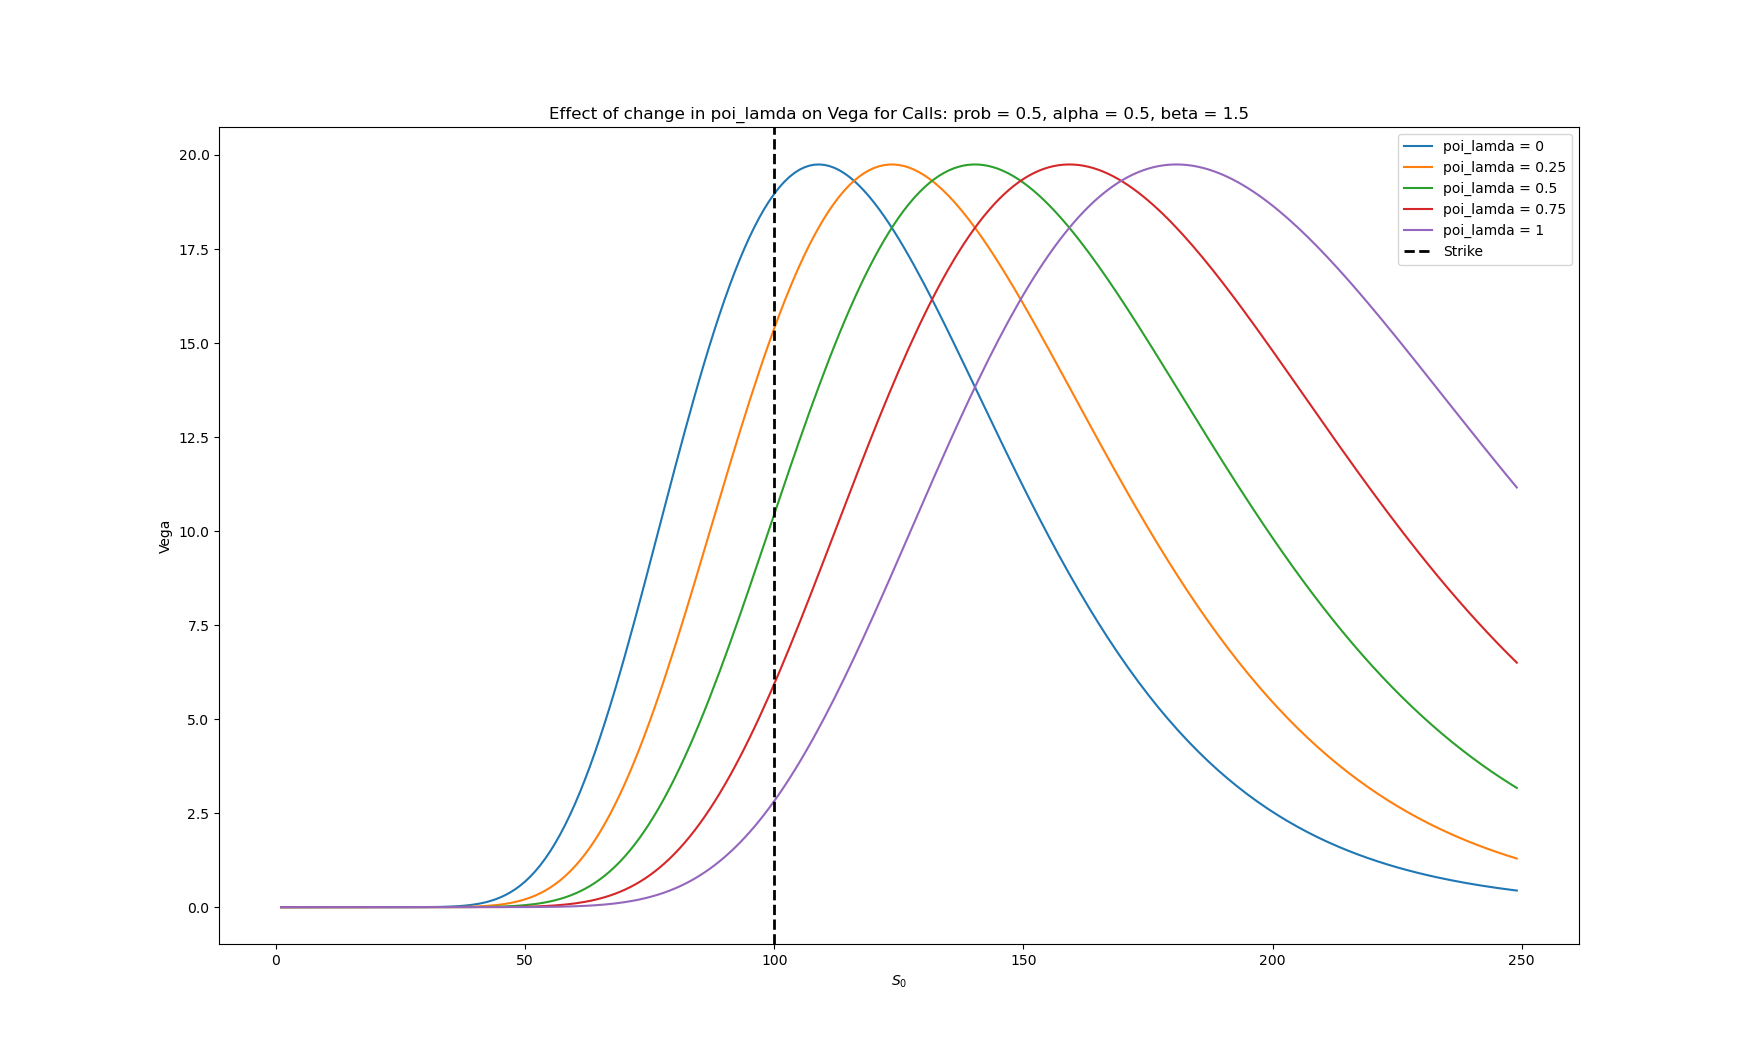 Effect of change in poi_lamda on Vega for Calls: prob = 0.5, alpha = 0.5, beta = 1.5
poi_lamda = 0
poi_lamda = 0.25
poi_lamda = 0.5
poi_lamda = 0.75
poi_lamda = 1
Strike
20.0
17.5
15.0
12.5
10.0
7.5
5.0
2.5
0.0
Vega
0 50 100 150 200 250
S₀